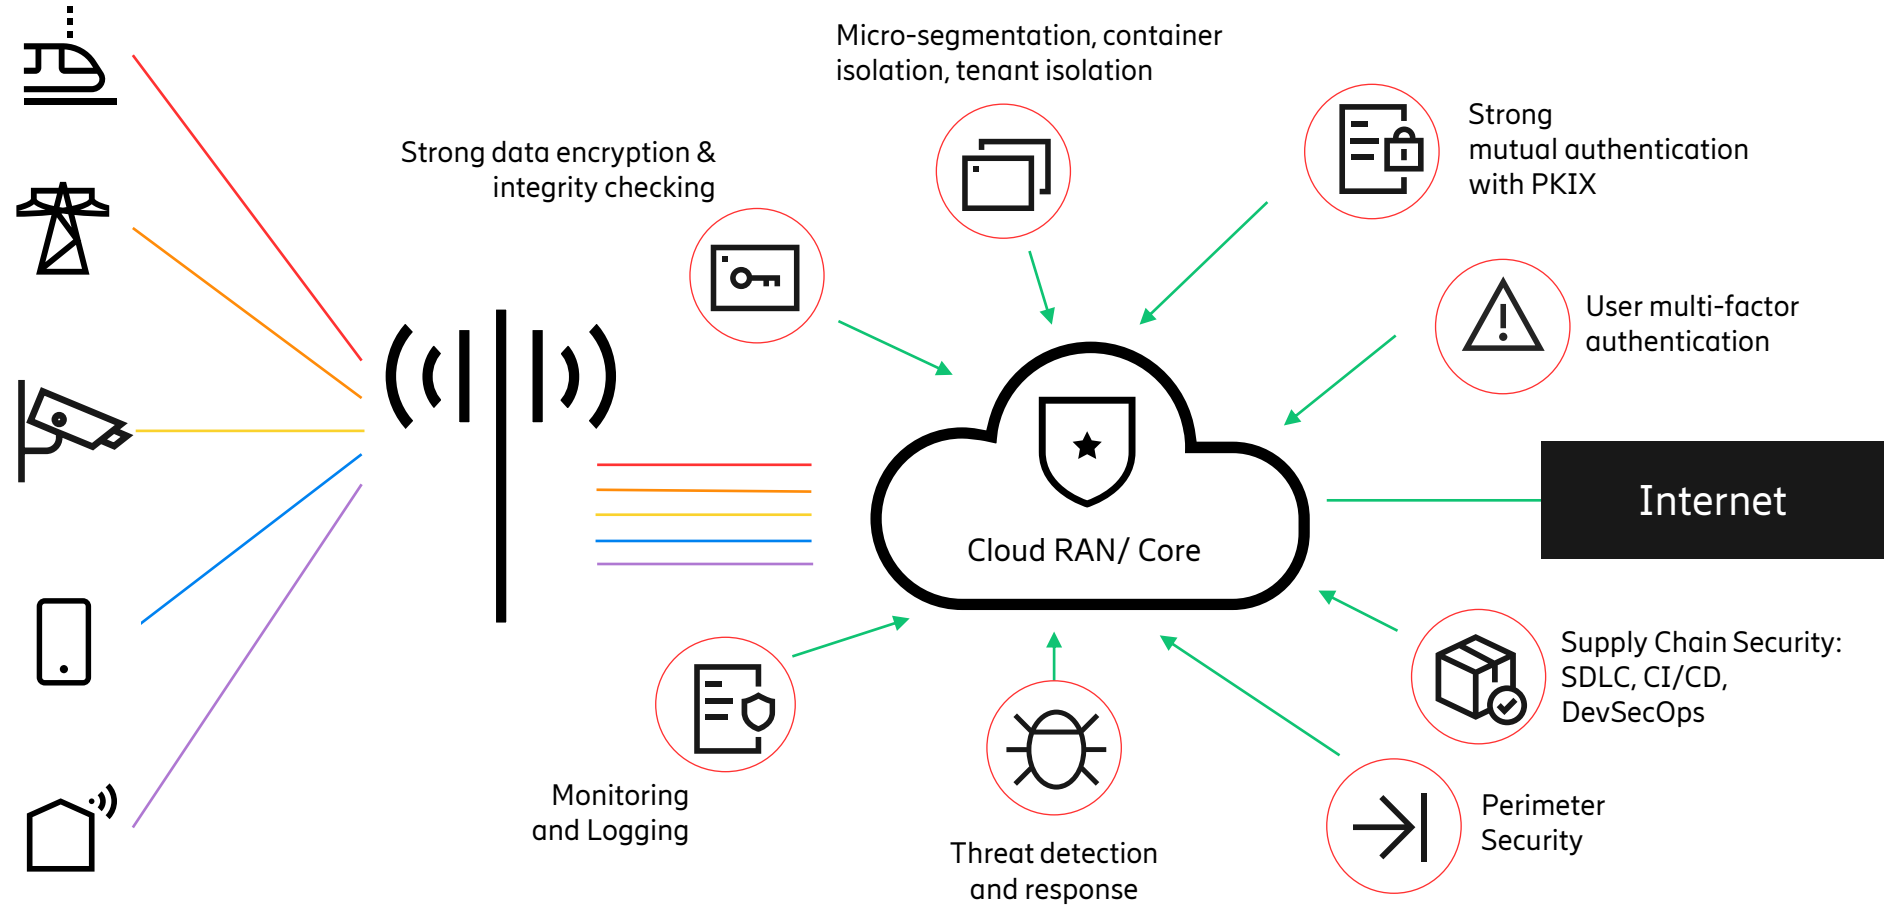 Micro-segmentation, container
isolation, tenant isolation
Strong
mutual authentication
with PKIX
Strong data encryption &
integrity checking
User multi-factor
authentication
Internet
Cloud RAN/ Core
Supply Chain Security:
SDLC, CI/CD,
DevSecOps
Monitoring
and Logging
Perimeter
Security
Threat detection
and response